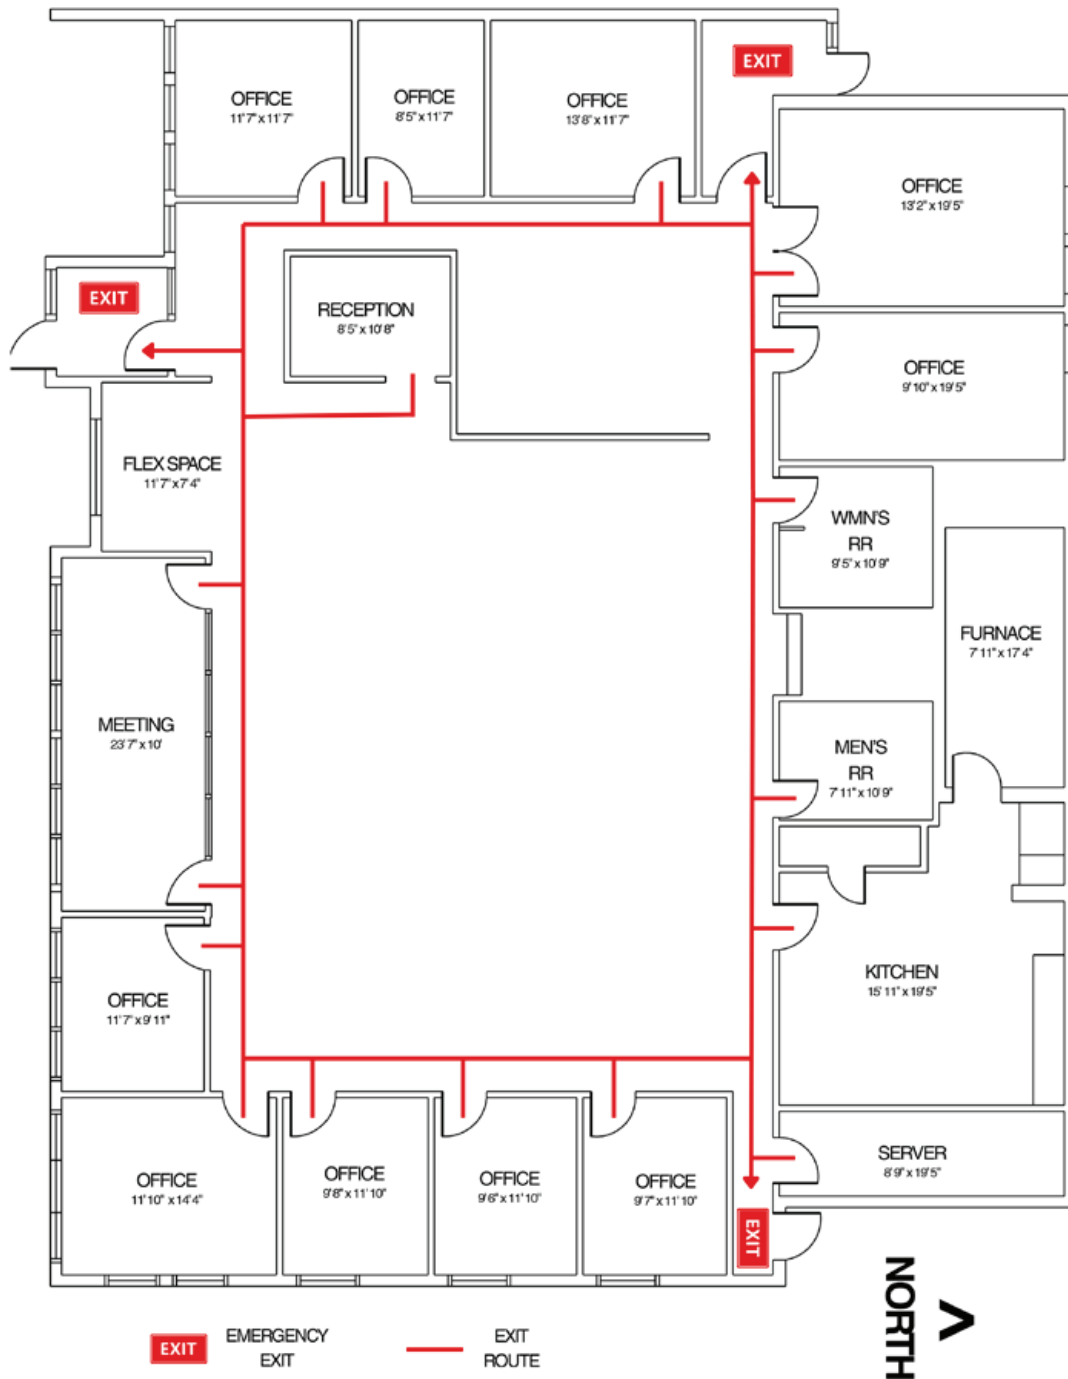 EXIT
OFFICE
11'7" x 11'7"
OFFICE
8'5" x 11'7"
OFFICE
13'8" x 11'7"
OFFICE
13'2" x 19'5"
EXIT
RECEPTION
8'5" x 10'8"
OFFICE
9'10" x 19'5"
FLEX SPACE
11'7" x 7'4"
WMN'S
RR
9'5" x 10'9"
FURNACE
7'11" x 17'4"
MEETING
23'7" x 10'
MEN'S
RR
7'11" x 10'9"
KITCHEN
15'11" x 19'5"
OFFICE
11'7" x 9'11"
SERVER
8'9" x 19'5"
OFFICE
11'10" x 14'4"
OFFICE
9'8" x 11'10"
OFFICE
9'6" x 11'10"
OFFICE
9'7" x 11'10"
EXIT
NORTH
EXIT
EMERGENCY
EXIT
EXIT
ROUTE